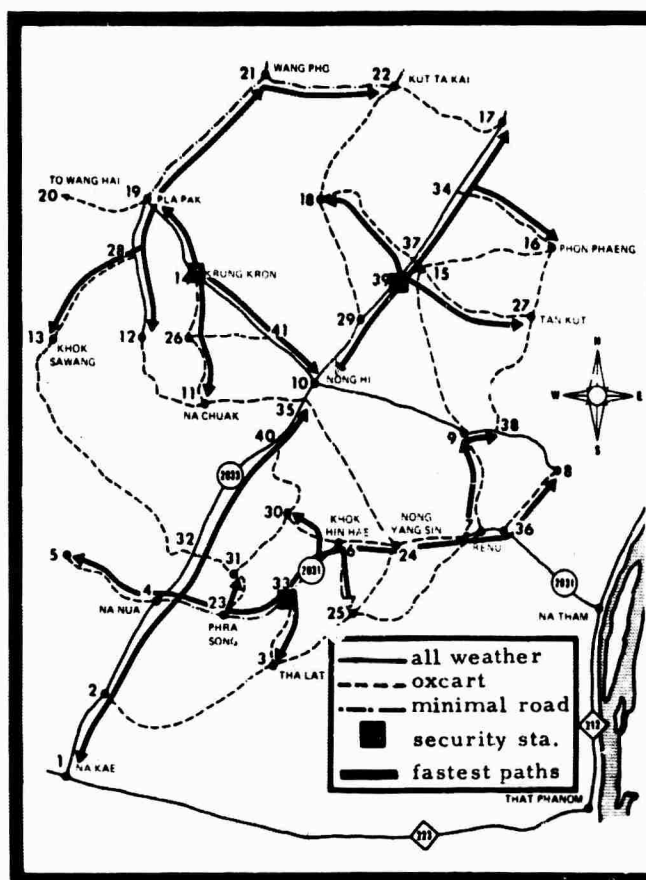 21 WANG PHO
22 KUT TA KAI
17
TO WANG HAI
20
19 PLA PAK
34
18
37
16
PHON PHAENG
28
14 KRUNG KRON
39 15
27
TAN KUT
13
KHOK
SAWANG
12
26
41
29
10 NONG HI
N
W E
S
11
NA CHUAK
35
40
9
38
2033
8
30
KHOK
HIN HAE
6
NONG
YANG SIN
24
36
RENU
32
31
5
2031
2031
4
NA NUA
23
PHRA
SONG
33
25
NA THAM
3
THA LAT
2
1
NA KAE
all weather
oxcart
minimal road
security sta.
fastest paths
212
THAT PHANOM
223